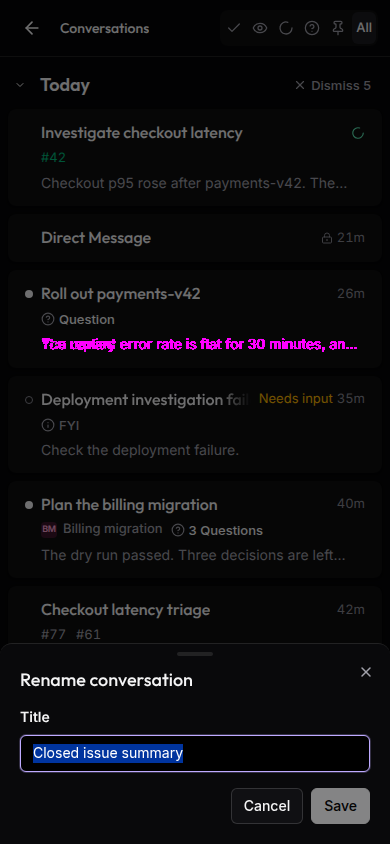 Conversations
All
Today
Dismiss 5
Investigate checkout latency
#42
Checkout p95 rose after payments-v42. The...
Direct Message
21m
Roll out payments-v42
26m
Question
error rate is flat for 30 minutes, an...
Deployment investigation fai
Needs input 35m
FYI
Check the deployment failure.
Plan the billing migration
40m
BM Billing migration 3 Questions
The dry run passed. Three decisions are left...
Checkout latency triage
42m
#77 #61
Rename conversation
Title
Closed issue summary
Cancel
Save